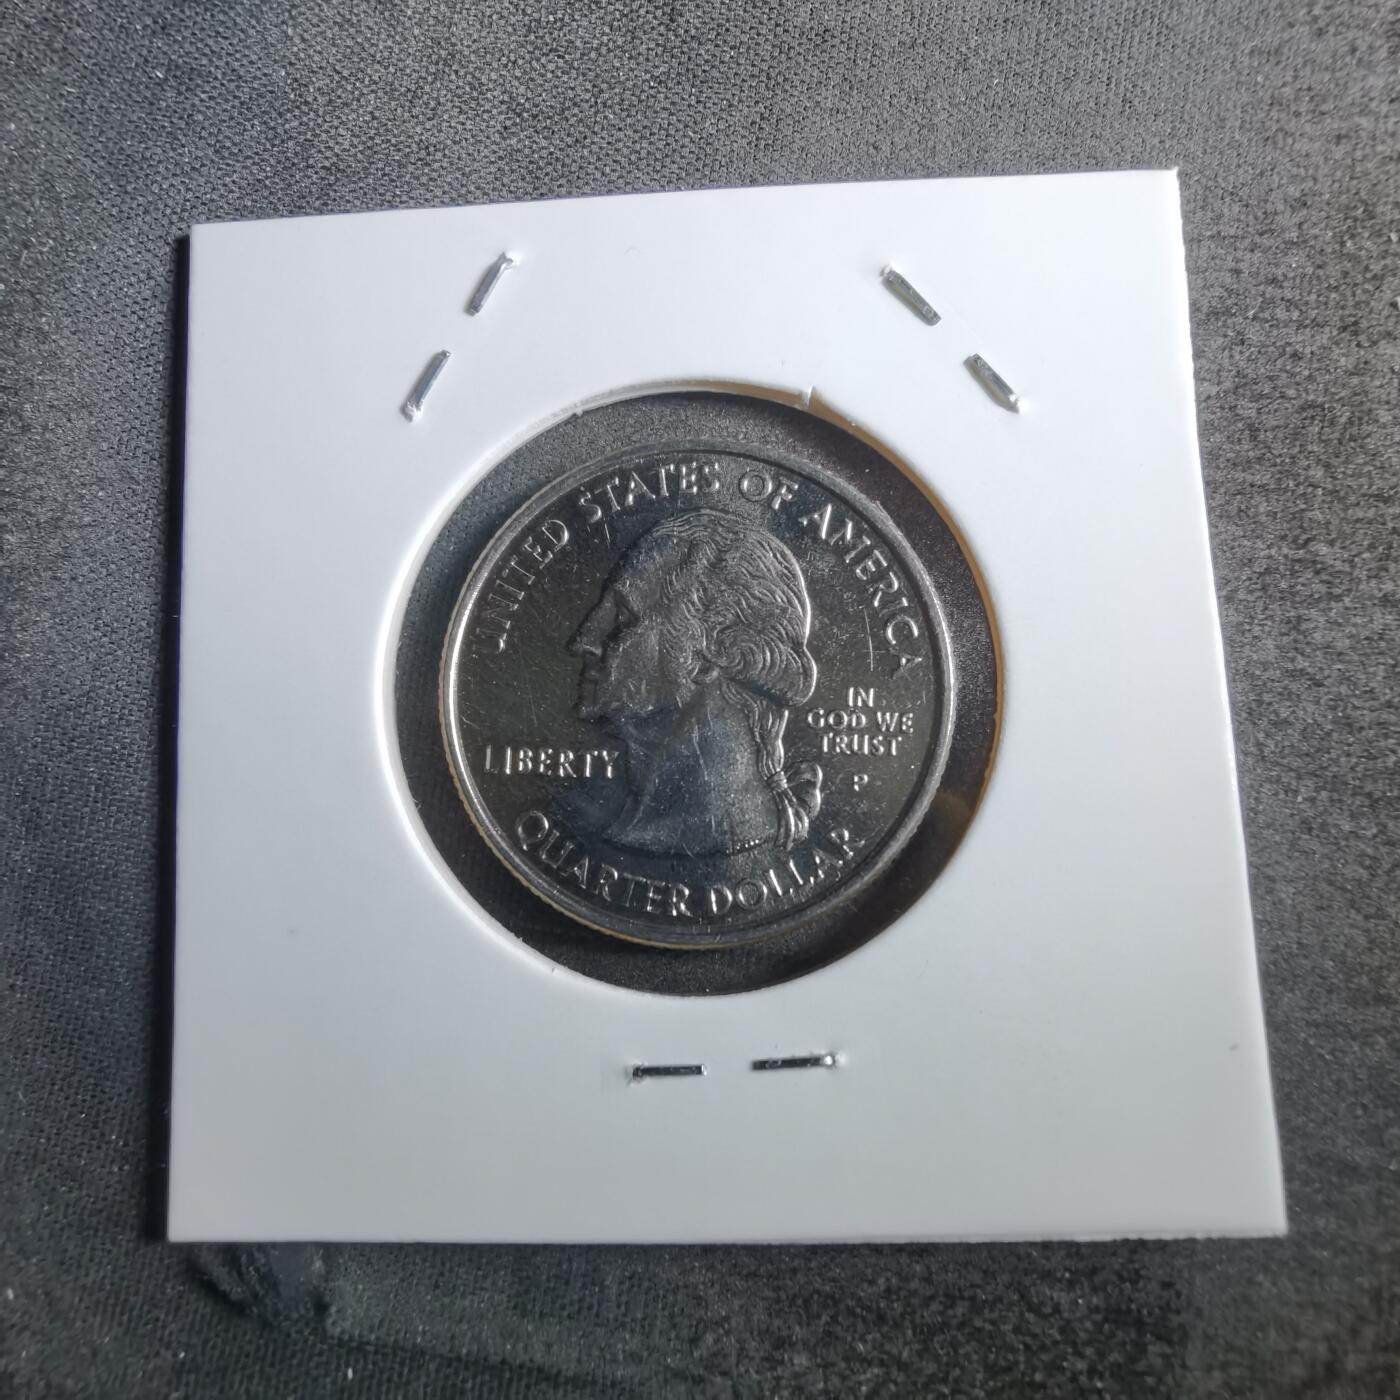 UNITED STATES OF AMERICA
LIBERTY
IN
GOD WE
TRUST
P
QUARTER DOLLAR